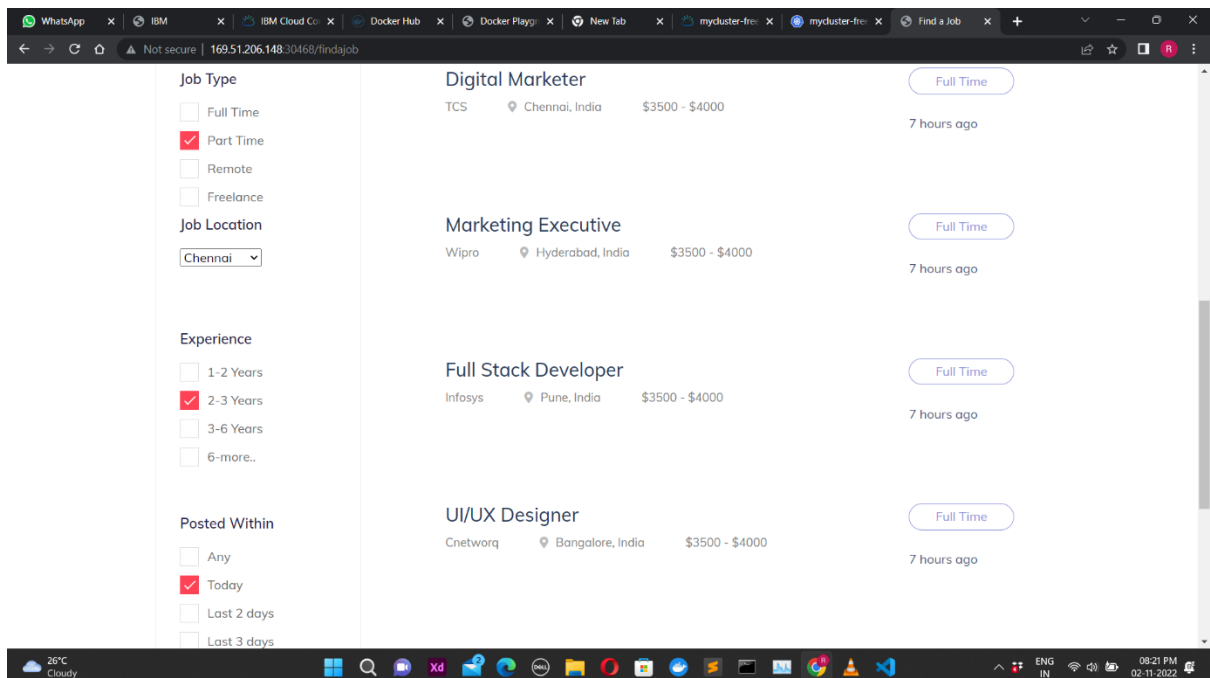 WhatsApp
IBM
IBM Cloud Co
Docker Hub
Docker Playgr
New Tab
mycluster-free
mycluster-free
Find a Job
Not secure | 169.51.206.148:30468/findajob
R
Job Type
Full Time
Part Time
Remote
Freelance
Job Location
Chennai
Experience
1-2 Years
2-3 Years
3-6 Years
6-more..
Posted Within
Any
Today
Last 2 days
Last 3 days
Digital Marketer
TCS Chennai, India $3500 - $4000
Full Time
7 hours ago
Marketing Executive
Wipro Hyderabad, India $3500 - $4000
Full Time
7 hours ago
Full Stack Developer
Infosys Pune, India $3500 - $4000
Full Time
7 hours ago
UI/UX Designer
Cnetworq Bangalore, India $3500 - $4000
Full Time
7 hours ago
26°C
Cloudy
Xd
2
DELL
R
ENG
IN
08:21 PM
02-11-2022